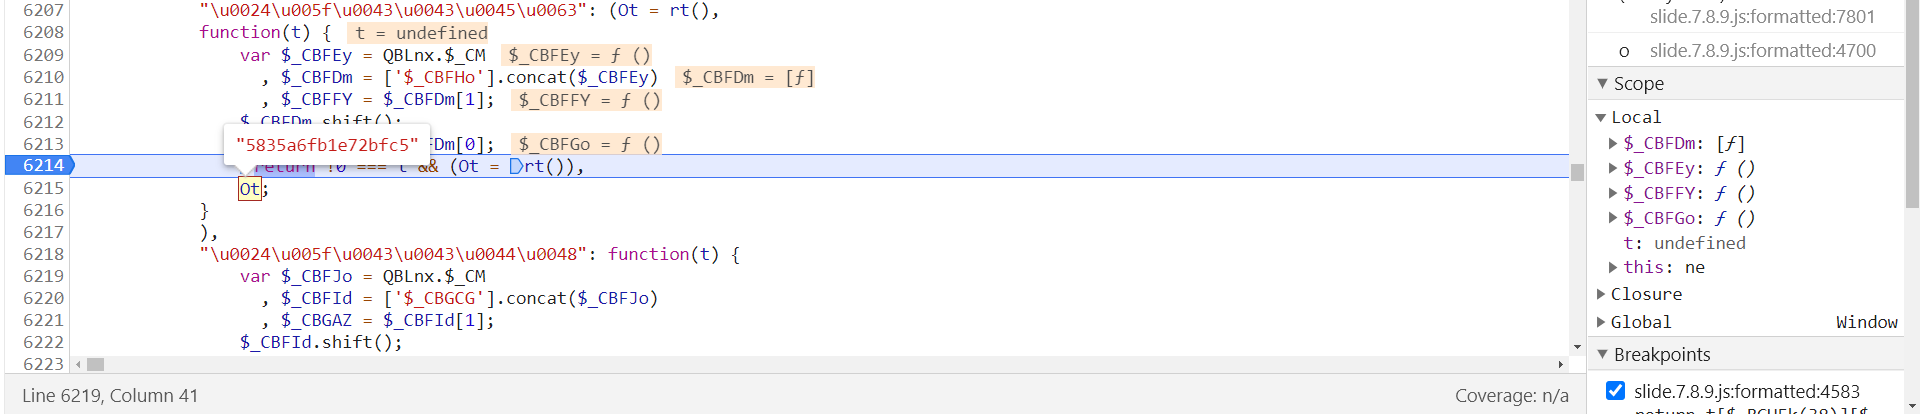 6207 "\u0024\u005f\u0043\u0043\u0045\u0063": (Ot = rt(),
6208 function(t) { t = undefined
6209 var $_CBFEy = QBLnx.$_CM $_CBFEy = ƒ ()
6210 , $_CBFDm = ['$_CBFHo'].concat($_CBFEy) $_CBFDm = [ƒ]
6211 , $_CBFFY = $_CBFDm[1]; $_CBFFY = ƒ ()
6212 $_CBFDm.shift();
"5835a6fb1e72bfc5"
6213 FDm[0]; $_CBFGo = ƒ ()
6214 return !0 === t && (Ot = rt()),
6215 Ot;
6216 }
6217 ),
6218 "\u0024\u005f\u0043\u0043\u0044\u0048": function(t) {
6219 var $_CBFJo = QBLnx.$_CM
6220 , $_CBFId = ['$_CBGCG'].concat($_CBFJo)
6221 , $_CBGAZ = $_CBFId[1];
6222 $_CBFId.shift();
6223
Line 6219, Column 41
Coverage: n/a
slide.7.8.9.js:formatted:7801
o slide.7.8.9.js:formatted:4700
Scope
Local
$_CBFDm: [ƒ]
$_CBFEy: ƒ ()
$_CBFFY: ƒ ()
$_CBFGo: ƒ ()
t: undefined
this: ne
Closure
Global Window
Breakpoints
slide.7.8.9.js:formatted:4583